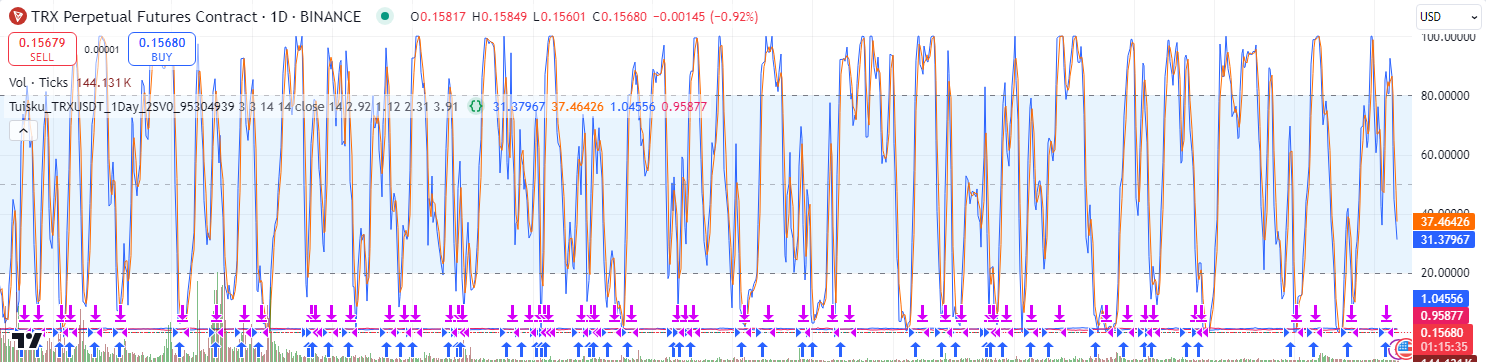 TRX Perpetual Futures Contract · 1D · BINANCE O0.15817 H0.15849 L0.15601 C0.15680 −0.00145 (−0.92%)
USD
0.15679 SELL
0.00001
0.15680 BUY
Vol · Ticks 144.131 K
Tuisku_TRXUSDT_1Day_2SV0_95304939 3 3 14 14 close 14 2.92 1.12 2.31 3.91 31.37967 37.46426 1.04556 0.95877
100.00000
80.00000
60.00000
40.00000
37.46426
31.37967
20.00000
1.04556
0.95877
0.15680
01:15:35
144.131 K